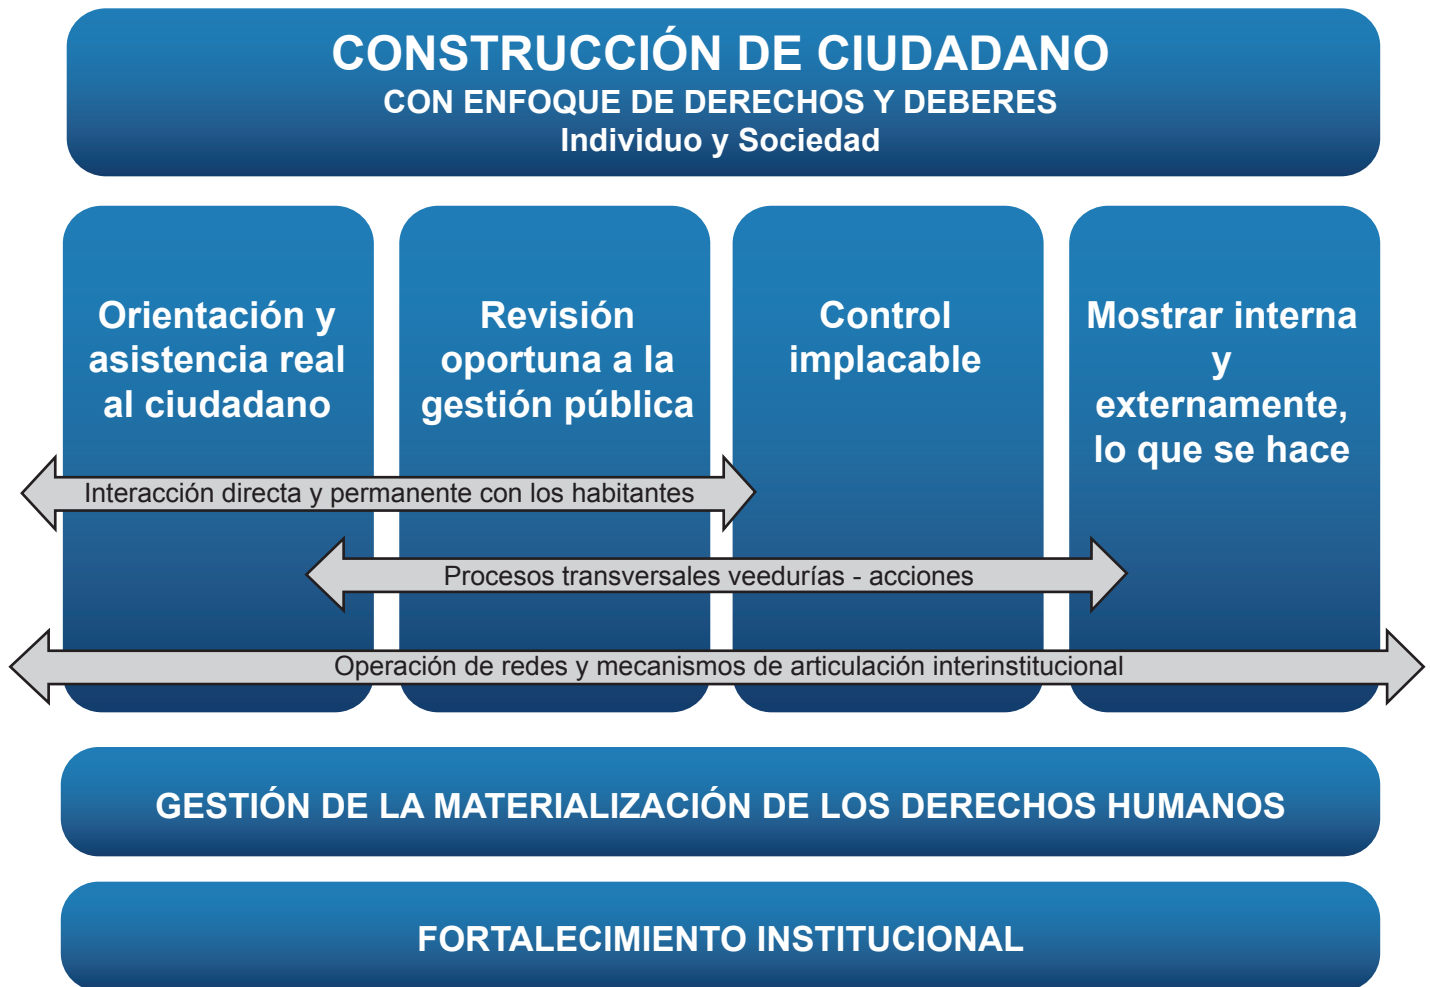 CONSTRUCCIÓN DE CIUDADANO
CON ENFOQUE DE DERECHOS Y DEBERES
Individuo y Sociedad
Orientación y
asistencia real
al ciudadano
Revisión
oportuna a la
gestión pública
Control
implacable
Mostrar interna
y
externamente,
lo que se hace
Interacción directa y permanente con los habitantes
Procesos transversales veedurías - acciones
Operación de redes y mecanismos de articulación interinstitucional
GESTIÓN DE LA MATERIALIZACIÓN DE LOS DERECHOS HUMANOS
FORTALECIMIENTO INSTITUCIONAL